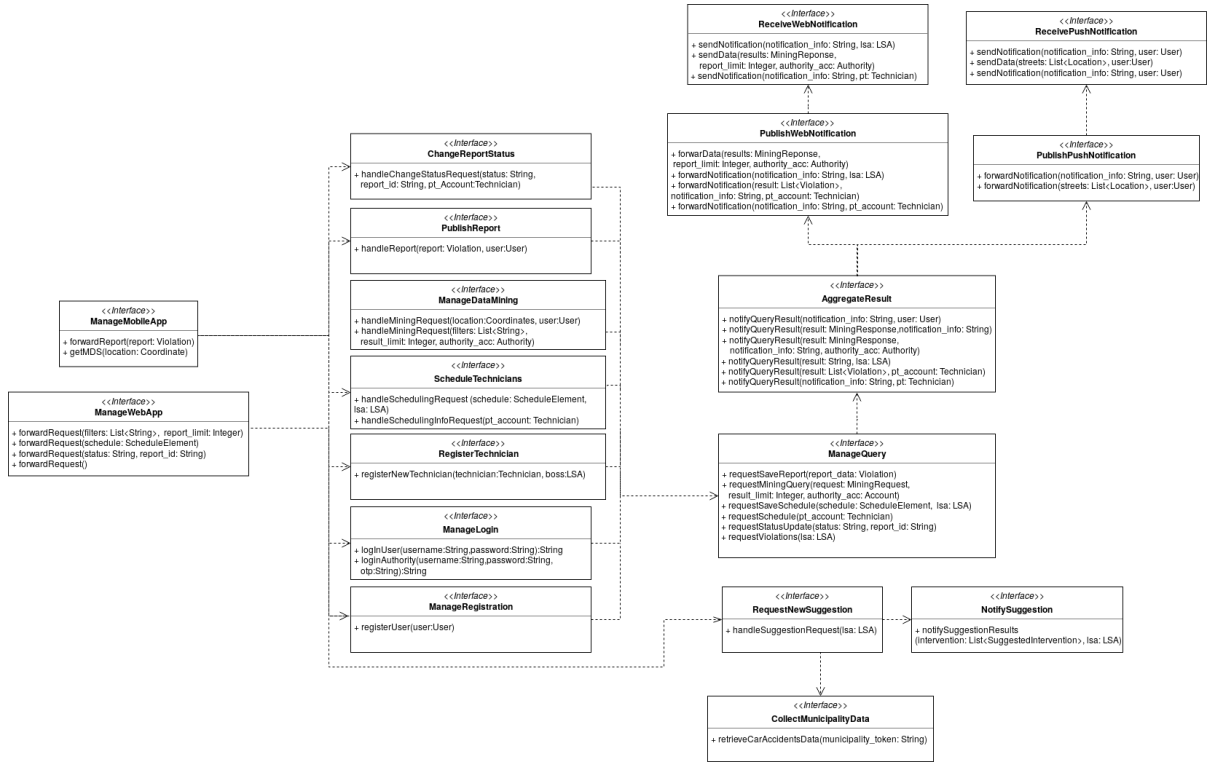 <<Interface>>
ReceiveWebNotification
+ sendNotification(notification_info: String, lsa: LSA)
+ sendData(results: MiningReponse,
report_limit: Integer, authority_acc: Authority)
+ sendNotification(notification_info: String, pt: Technician)
<<Interface>>
ReceivePushNotification
+ sendNotification(notification_info: String, user: User)
+ sendData(streets: List<Location>, user:User)
+ sendNotification(notification_info: String, user: User)
<<Interface>>
PublishWebNotification
+ forwarData(results: MiningReponse,
report_limit: Integer, authority_acc: Authority)
+ forwardNotification(notification_info: String, lsa: LSA)
+ forwardNotification(result: List<Violation>,
notification_info: String, pt_account: Technician)
+ forwardNotification(notification_info: String, pt_account: Technician)
<<Interface>>
PublishPushNotification
+ forwardNotification(notification_info: String, user: User)
+ forwardNotification(streets: List<Location>, user:User)
<<Interface>>
ChangeReportStatus
+ handleChangeStatusRequest(status: String,
report_id: String, pt_Account:Technician)
<<Interface>>
PublishReport
+ handleReport(report: Violation, user:User)
<<Interface>>
ManageDataMining
+ handleMiningRequest(location:Coordinates, user:User)
+ handleMiningRequest(filters: List<String>,
result_limit: Integer, authority_acc: Authority)
<<Interface>>
AggregateResult
+ notifyQueryResult(notification_info: String, user: User)
+ notifyQueryResult(result: MiningResponse,notification_info: String)
+ notifyQueryResult(result: MiningResponse,
notification_info: String, authority_acc: Authority)
+ notifyQueryResult(result: String, lsa: LSA)
+ notifyQueryResult(result: List<Violation>, pt_account: Technician)
+ notifyQueryResult(notification_info: String, pt: Technician)
<<Interface>>
ManageMobileApp
+ forwardReport(report: Violation)
+ getMDS(location: Coordinate)
<<Interface>>
ScheduleTechnicians
+ handleSchedulingRequest (schedule: ScheduleElement,
lsa: LSA)
+ handleSchedulingInfoRequest(pt_account: Technician)
<<Interface>>
ManageWebApp
+ forwardRequest(filters: List<String>, report_limit: Integer)
+ forwardRequest(schedule: ScheduleElement)
+ forwardRequest(status: String, report_id: String)
+ forwardRequest()
<<Interface>>
RegisterTechnician
+ registerNewTechnician(technician:Technician, boss:LSA)
<<Interface>>
ManageQuery
+ requestSaveReport(report_data: Violation)
+ requestMiningQuery(request: MiningRequest,
result_limit: Integer, authority_acc: Account)
+ requestSaveSchedule(schedule: ScheduleElement, lsa: LSA)
+ requestSchedule(pt_account: Technician)
+ requestStatusUpdate(status: String, report_id: String)
+ requestViolations(lsa: LSA)
<<Interface>>
ManageLogin
+ logInUser(username:String,password:String):String
+ loginAuthority(username:String,password:String,
otp:String):String
<<Interface>>
ManageRegistration
+ registerUser(user:User)
<<Interface>>
RequestNewSuggestion
+ handleSuggestionRequest(lsa: LSA)
<<Interface>>
NotifySuggestion
+ notifySuggestionResults
(intervention: List<SuggestedIntervention>, lsa: LSA)
<<Interface>>
CollectMunicipalityData
+ retrieveCarAccidentsData(municipality_token: String)